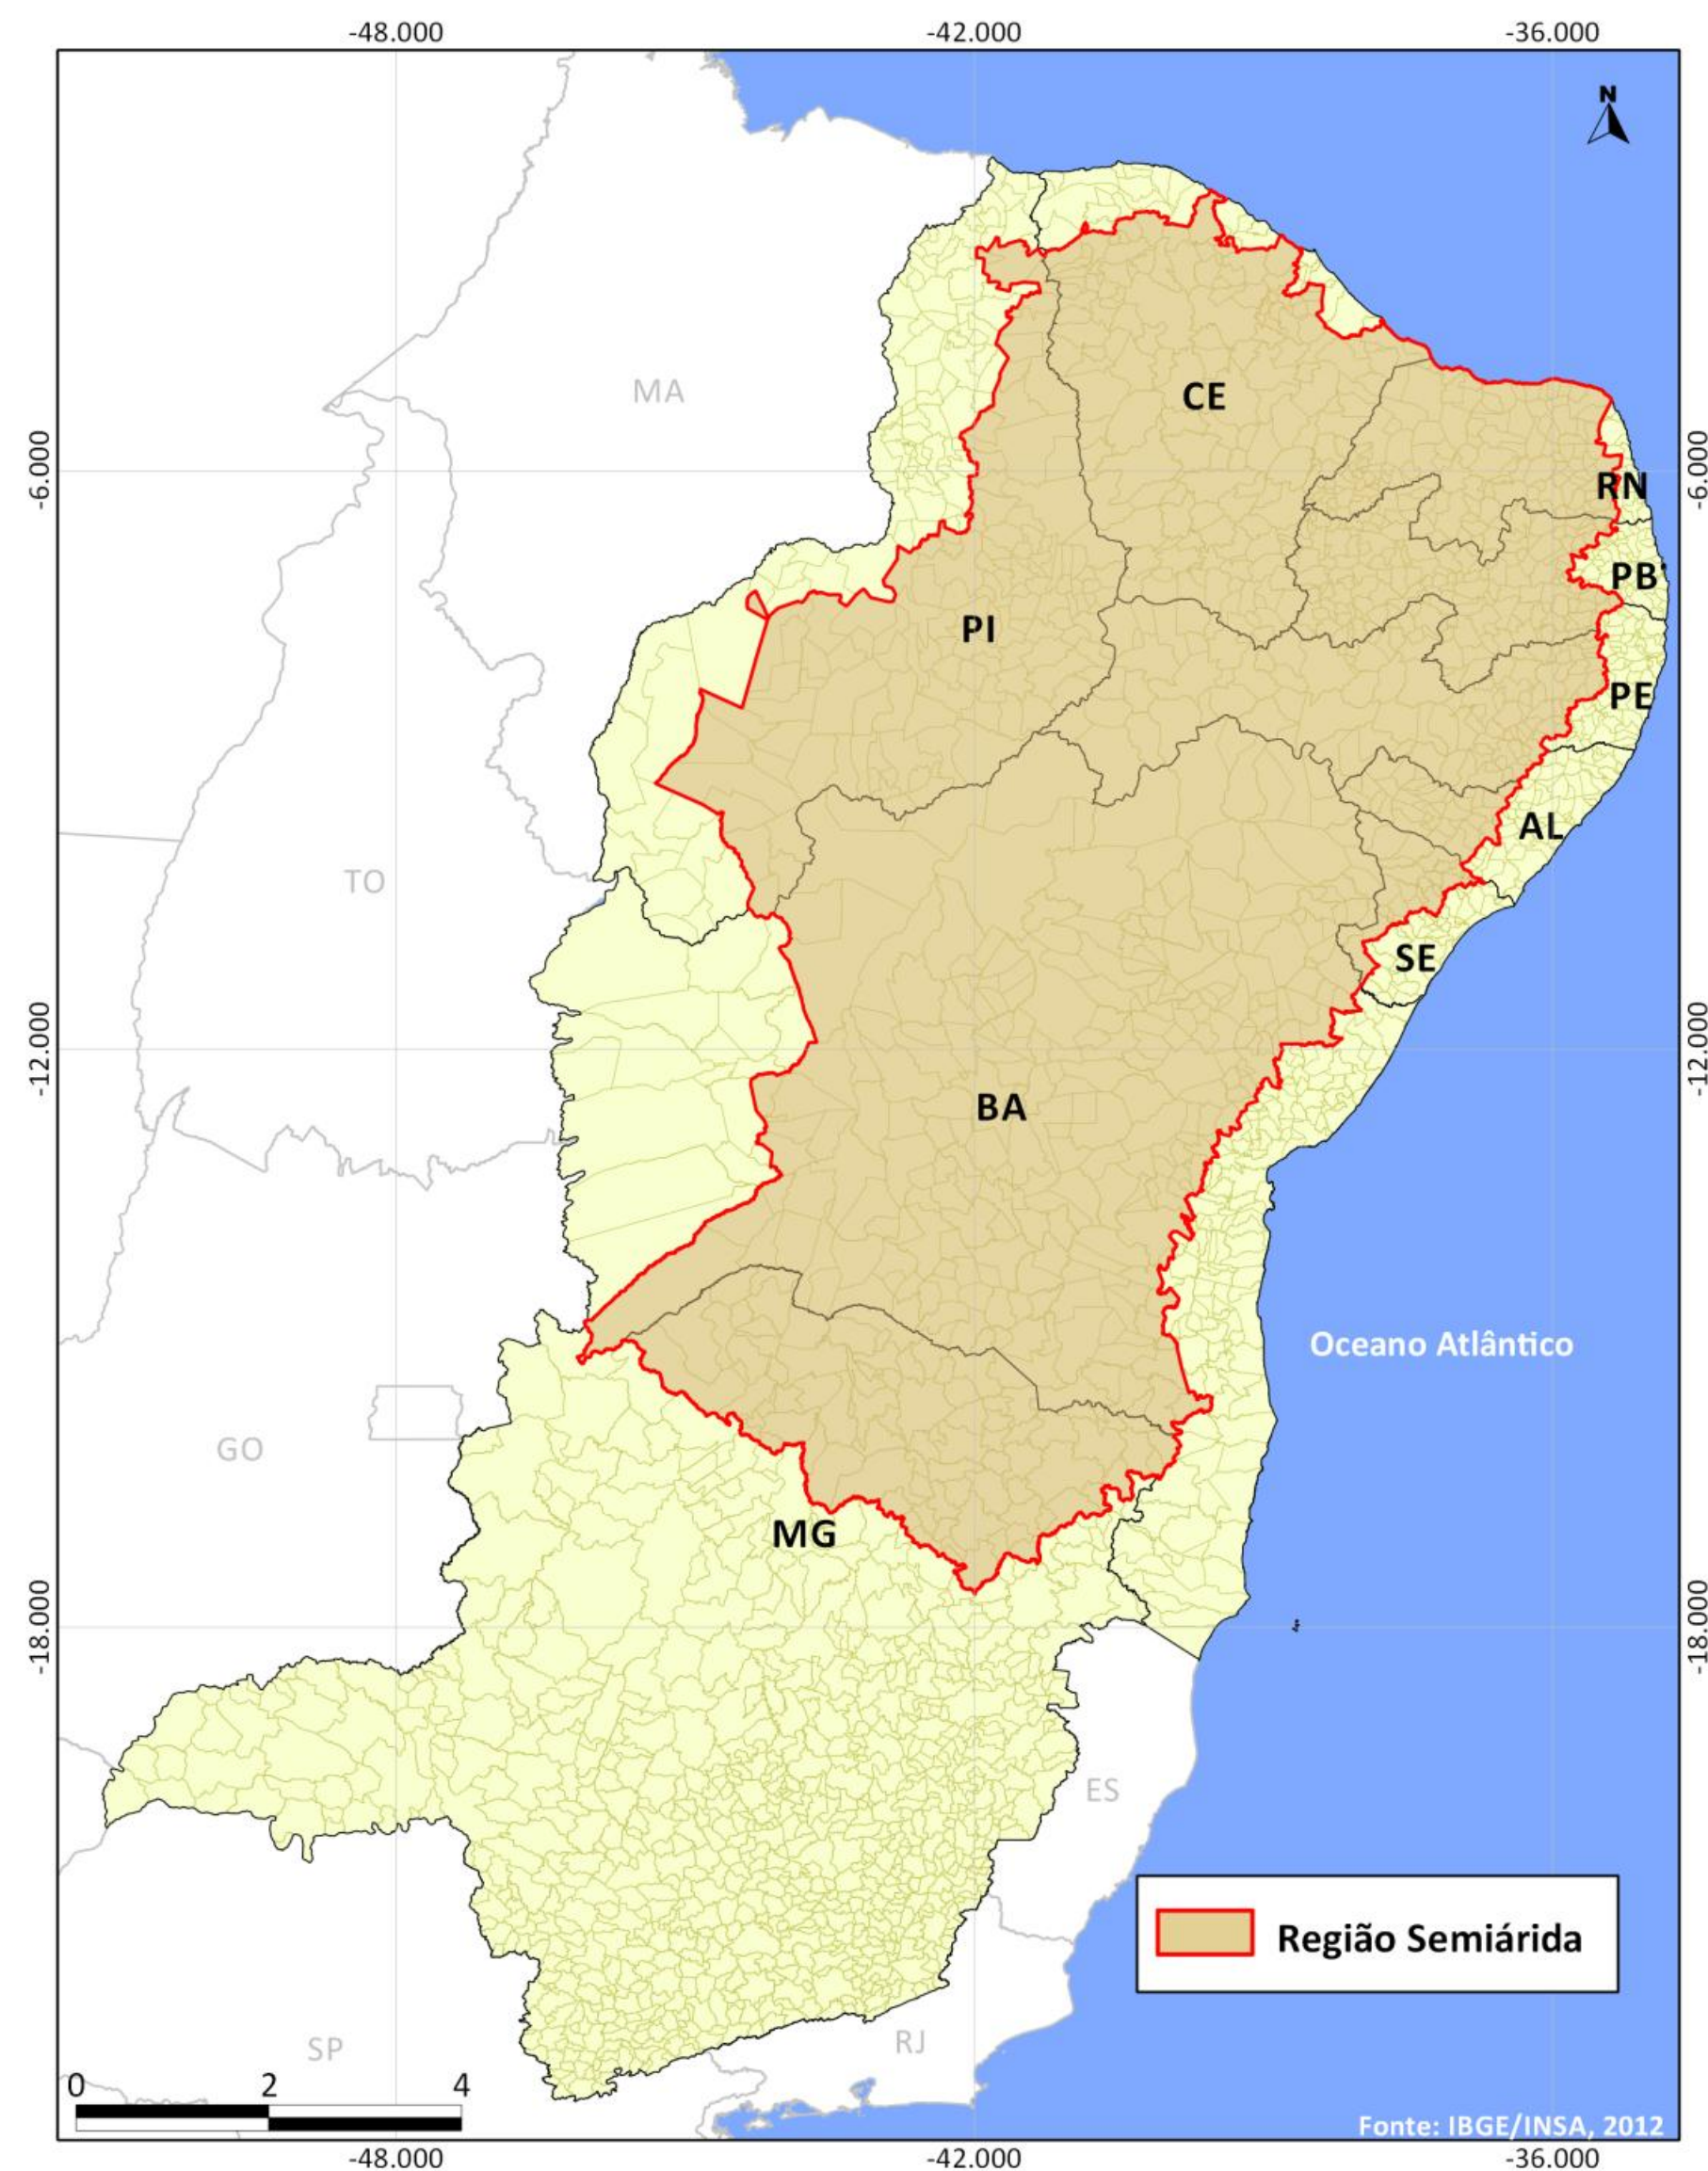 -48.000
-42.000
-36.000
N
MA
CE
-6.000
-6.000
RN
PB
PI
PE
AL
TO
SE
-12.000
-12.000
BA
Oceano Atlântico
GO
MG
-18.000
-18.000
ES
Região Semiárida
SP
RJ
0 2 4
Fonte: IBGE/INSA, 2012
-48.000
-42.000
-36.000